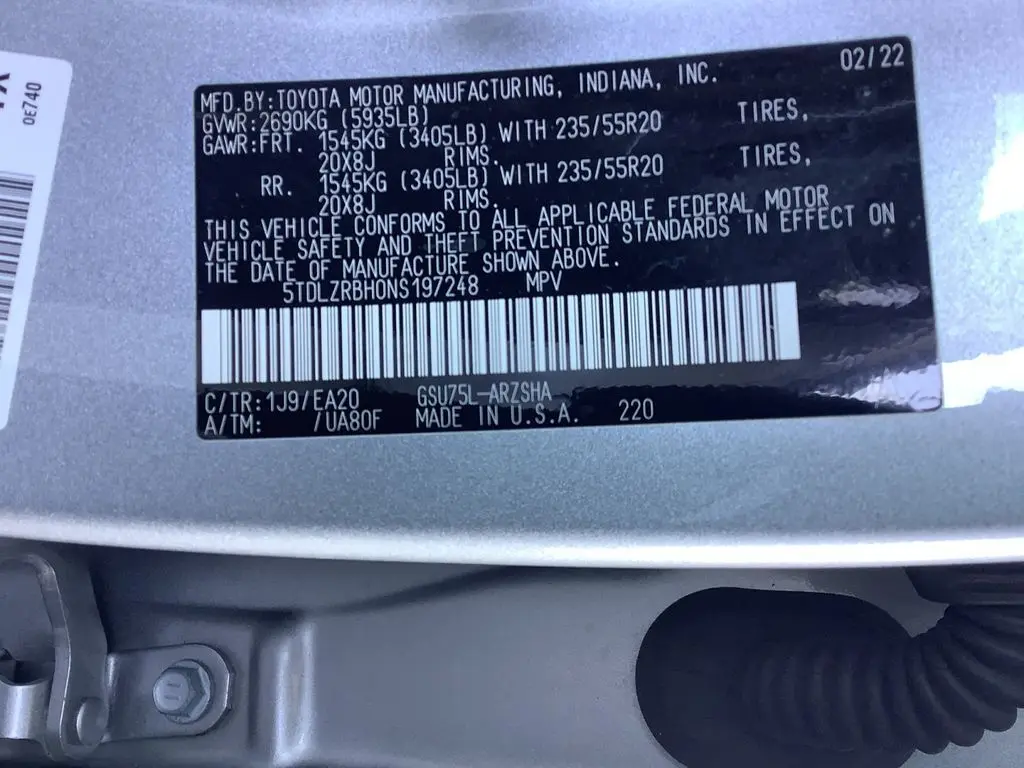 MFD.BY:TOYOTA MOTOR MANUFACTURING, INDIANA, INC. 02/22
GVWR:2690KG (5935LB)
GAWR:FRT. 1545KG (3405LB) WITH 235/55R20 TIRES,
20X8J RIMS.
RR. 1545KG (3405LB) WITH 235/55R20 TIRES,
20X8J RIMS.
THIS VEHICLE CONFORMS TO ALL APPLICABLE FEDERAL MOTOR
VEHICLE SAFETY AND THEFT PREVENTION STANDARDS IN EFFECT ON
THE DATE OF MANUFACTURE SHOWN ABOVE.
5TDLZRBH0NS197248 MPV
C/TR:1J9/EA20 GSU75L-ARZSHA
A/TM: /UA80F MADE IN U.S.A. 220
0E740